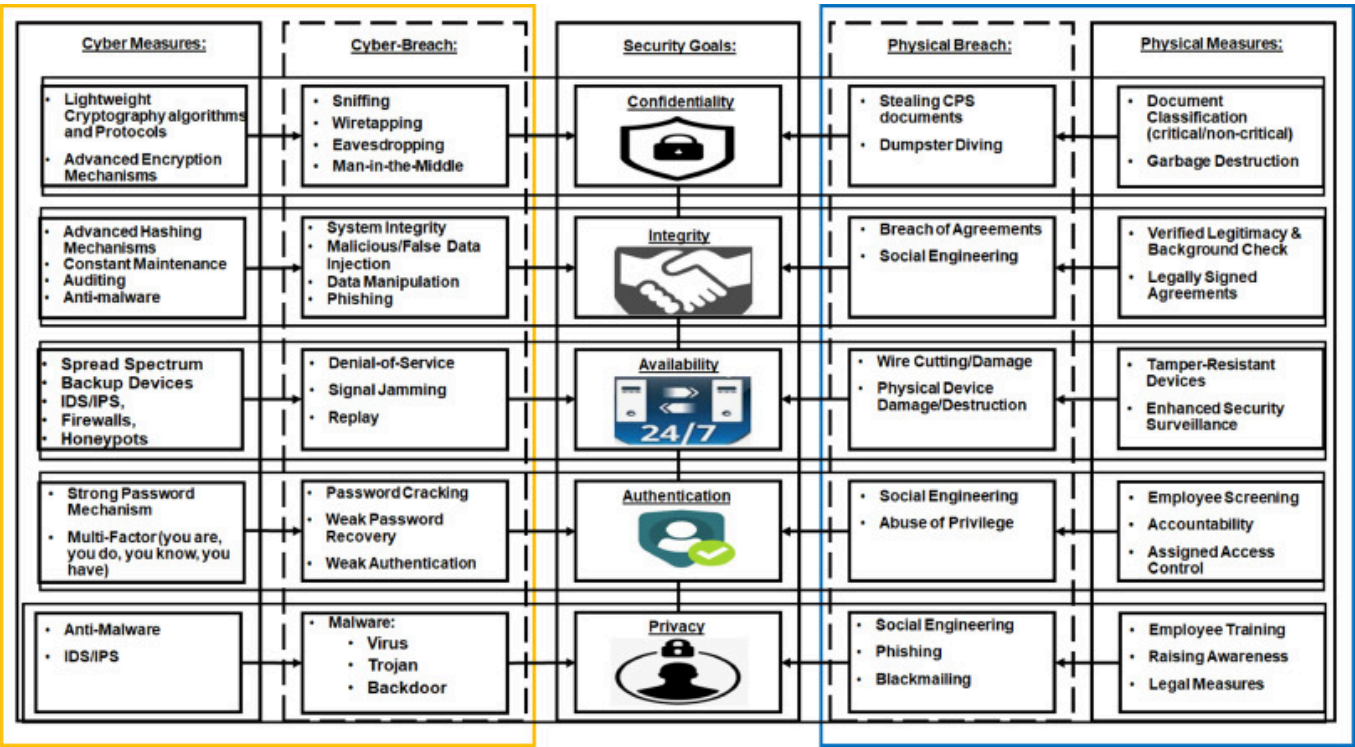 Cyber Measures:
Cyber-Breach:
Security Goals:
Physical Breach:
Physical Measures:
• Lightweight
Cryptography algorithms
and Protocols
• Advanced Encryption
Mechanisms
• Sniffing
• Wiretapping
• Eavesdropping
• Man-in-the-Middle
Confidentiality
• Stealing CPS
documents
• Dumpster Diving
• Document
Classification
(critical/non-critical)
• Garbage Destruction
• Advanced Hashing
Mechanisms
• Constant Maintenance
• Auditing
• Anti-malware
• System Integrity
• Malicious/False Data
Injection
• Data Manipulation
• Phishing
Integrity
• Breach of Agreements
• Social Engineering
• Verified Legitimacy &
Background Check
• Legally Signed
Agreements
• Spread Spectrum
• Backup Devices
• IDS/IPS,
• Firewalls,
• Honeypots
• Denial-of-Service
• Signal Jamming
• Replay
Availability
24/7
• Wire Cutting/Damage
• Physical Device
Damage/Destruction
• Tamper-Resistant
Devices
• Enhanced Security
Surveillance
• Strong Password
Mechanism
• Multi-Factor(you are,
you do, you know, you
have)
• Password Cracking
• Weak Password
Recovery
• Weak Authentication
Authentication
• Social Engineering
• Abuse of Privilege
• Employee Screening
• Accountability
• Assigned Access
Control
• Anti-Malware
• IDS/IPS
• Malware:
• Virus
• Trojan
• Backdoor
Privacy
• Social Engineering
• Phishing
• Blackmailing
• Employee Training
• Raising Awareness
• Legal Measures